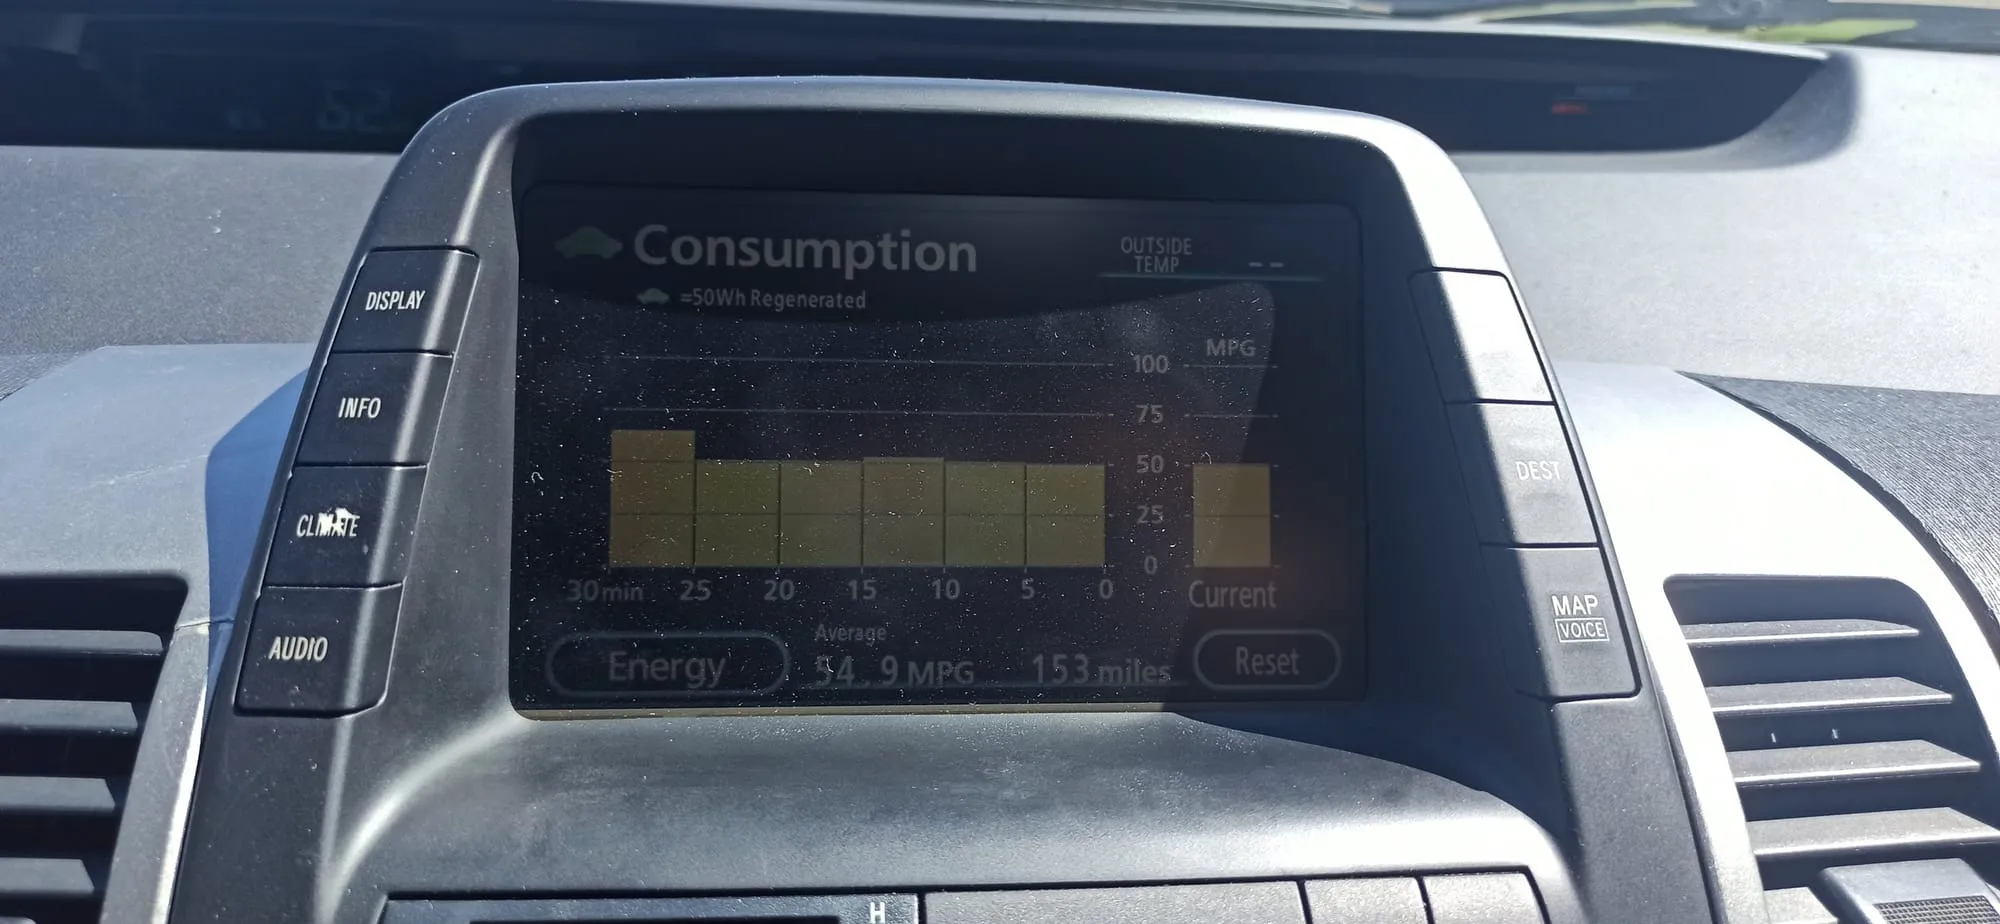 62
Consumption
OUTSIDE
TEMP
--
=50Wh Regenerated
DISPLAY
INFO
CLIMATE
AUDIO
MPG
100
75
50
25
0
30min 25 20 15 10 5 0
Current
Energy
Average
54.9 MPG
153 miles
Reset
DEST
MAP
VOICE
H